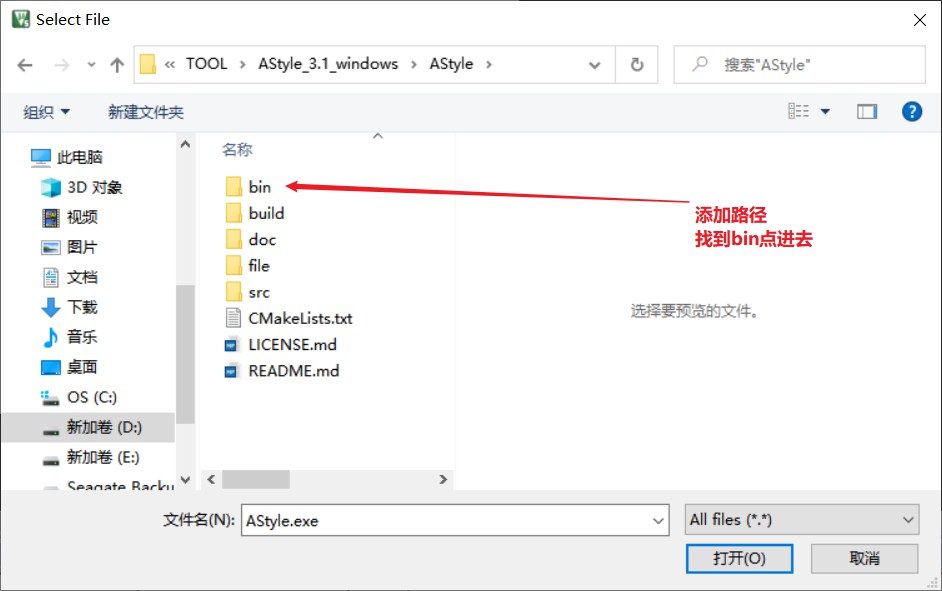 Select File
« TOOL › AStyle_3.1_windows › AStyle ›
搜索"AStyle"
组织
新建文件夹
此电脑
3D 对象
视频
图片
文档
下载
音乐
桌面
OS (C:)
新加卷 (D:)
新加卷 (E:)
Seagate Backu
名称
bin
build
doc
file
src
CMakeLists.txt
LICENSE.md
README.md
添加路径
找到bin点进去
选择要预览的文件。
文件名(N):
AStyle.exe
All files (*.*)
打开(O)
取消